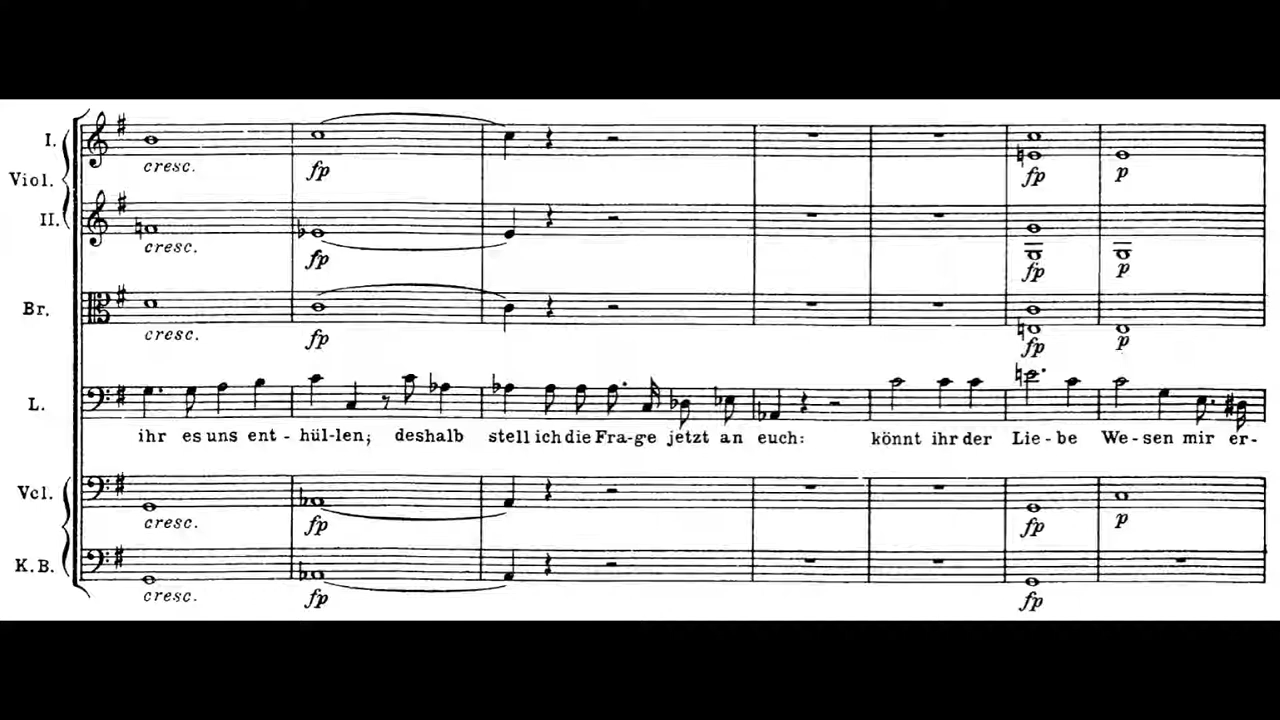 I.
Viol.
cresc.
fp
fp
p
II.
cresc.
fp
fp
p
Br.
cresc.
fp
fp
p
L.
ihr es uns ent - hül-len; deshalb stell ich die Fra-ge jetzt an euch: könnt ihr der Lie - be We - sen mir er-
Vcl.
cresc.
fp
fp
p
K.B.
cresc.
fp
fp